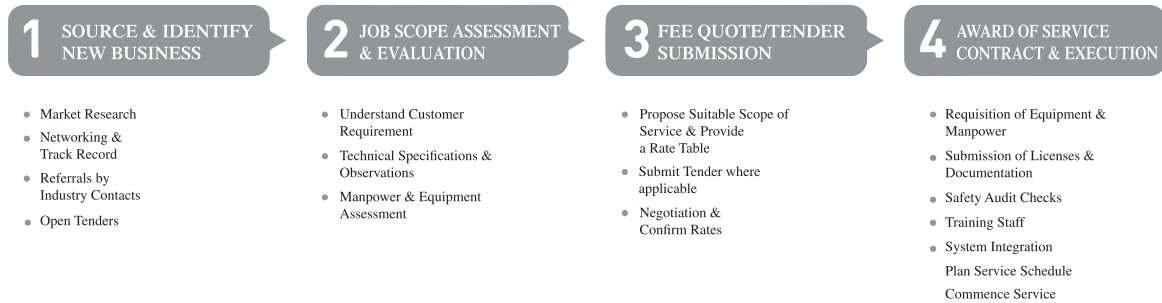 1 SOURCE & IDENTIFY
NEW BUSINESS
• Market Research
• Networking &
Track Record
• Referrals by
Industry Contacts
• Open Tenders
2 JOB SCOPE ASSESSMENT
& EVALUATION
• Understand Customer
Requirement
• Technical Specifications &
Observations
• Manpower & Equipment
Assessment
3 FEE QUOTE/TENDER
SUBMISSION
• Propose Suitable Scope of
Service & Provide
a Rate Table
• Submit Tender where
applicable
• Negotiation &
Confirm Rates
4 AWARD OF SERVICE
CONTRACT & EXECUTION
• Requisition of Equipment &
Manpower
• Submission of Licenses &
Documentation
• Safety Audit Checks
• Training Staff
• System Integration
Plan Service Schedule
Commence Service